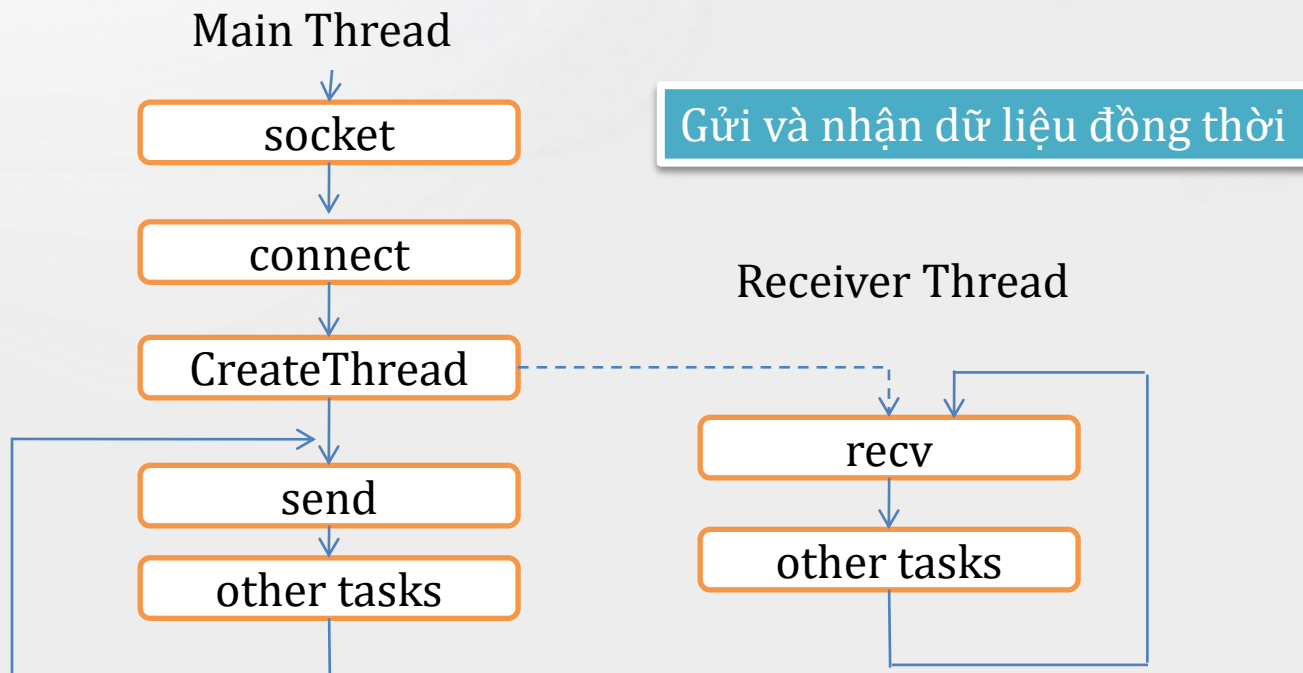 Main Thread
socket
Gửi và nhận dữ liệu đồng thời
connect
Receiver Thread
CreateThread
recv
send
other tasks
other tasks